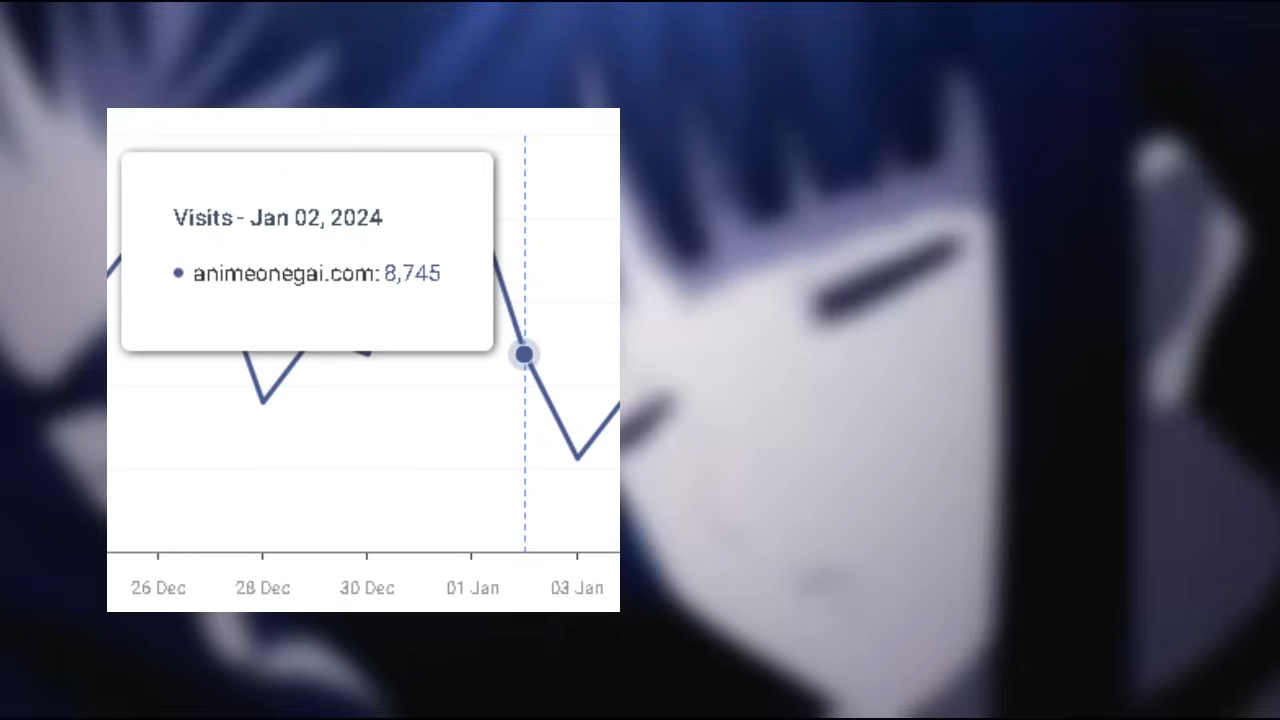 Visits - Jan 02, 2024
animeonegai.com: 8,745
26 Dec 28 Dec 30 Dec 01 Jan 03 Jan